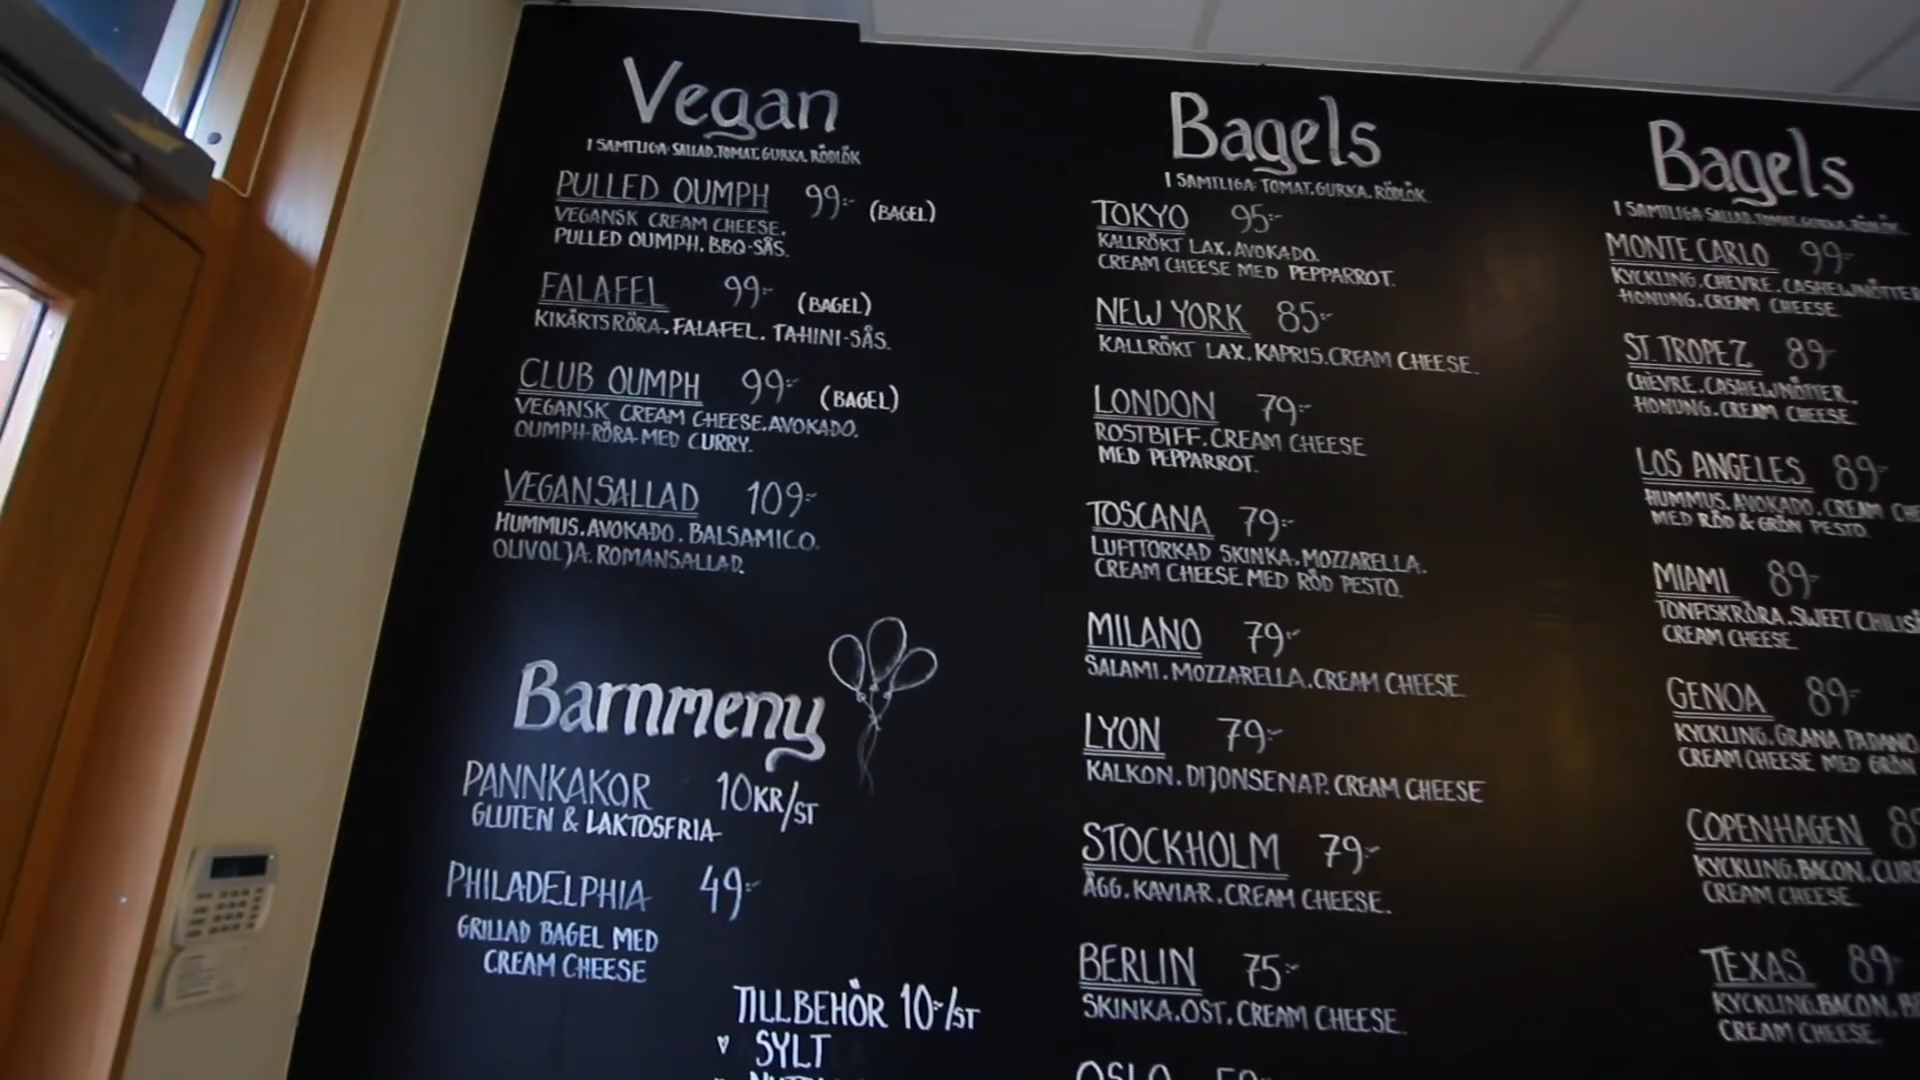 Vegan
I SAMTLIGA: SALLAD. TOMAT. GURKA. RÖDLÖK
PULLED OUMPH 99:- (BAGEL)
VEGANSK CREAM CHEESE.
PULLED OUMPH. BBQ-SÅS.
FALAFEL 99:- (BAGEL)
KIKÄRTSRÖRA. FALAFEL. TAHINI-SÅS.
CLUB OUMPH 99:- (BAGEL)
VEGANSK CREAM CHEESE. AVOKADO.
OUMPH-RÖRA MED CURRY.
VEGANSALLAD 109:-
HUMMUS. AVOKADO. BALSAMICO.
OLIVOLJA. ROMANSALLAD.
Barnmeny
PANNKAKOR 10KR/ST
GLUTEN & LAKTOSFRIA
PHILADELPHIA 49:-
GRILLAD BAGEL MED
CREAM CHEESE
TILLBEHÖR 10:-/ST
SYLT
Bagels
I SAMTLIGA: TOMAT. GURKA. RÖDLÖK
TOKYO 95:-
KALLRÖKT LAX. AVOKADO.
CREAM CHEESE MED PEPPARROT.
NEW YORK 85:-
KALLRÖKT LAX. KAPRIS. CREAM CHEESE.
LONDON 79:-
ROSTBIFF. CREAM CHEESE
MED PEPPARROT.
TOSCANA 79:-
LUFTTORKAD SKINKA. MOZZARELLA.
CREAM CHEESE MED RÖD PESTO.
MILANO 79:-
SALAMI. MOZZARELLA. CREAM CHEESE.
LYON 79:-
KALKON. DIJONSENAP. CREAM CHEESE
STOCKHOLM 79:-
ÄGG. KAVIAR. CREAM CHEESE.
BERLIN 75:-
SKINKA. OST. CREAM CHEESE.
OSLO
Bagels
I SAMTLIGA: SALLAD. TOMAT. GURKA. RÖDLÖK.
MONTE CARLO 99:-
KYCKLING. CHEVRE. CASHEWNÖTTER
HONUNG. CREAM CHEESE.
ST. TROPEZ 89:-
CHEVRE. CASHEWNÖTTER.
HONUNG. CREAM CHEESE.
LOS ANGELES 89:-
HUMMUS. AVOKADO. CREAM
MED RÖD & GRÖN PESTO.
MIAMI 89:-
TONFISKRÖRA. SWEET
CREAM CHEESE.
GENOA 89:-
KYCKLING. GRANA PADANO.
CREAM CHEESE MED GRÖN
COPENHAGEN
KYCKLING. BACON.
CREAM CHEESE.
TEXAS 89:-
KYCKLING. BACON.
CREAM CHEESE.